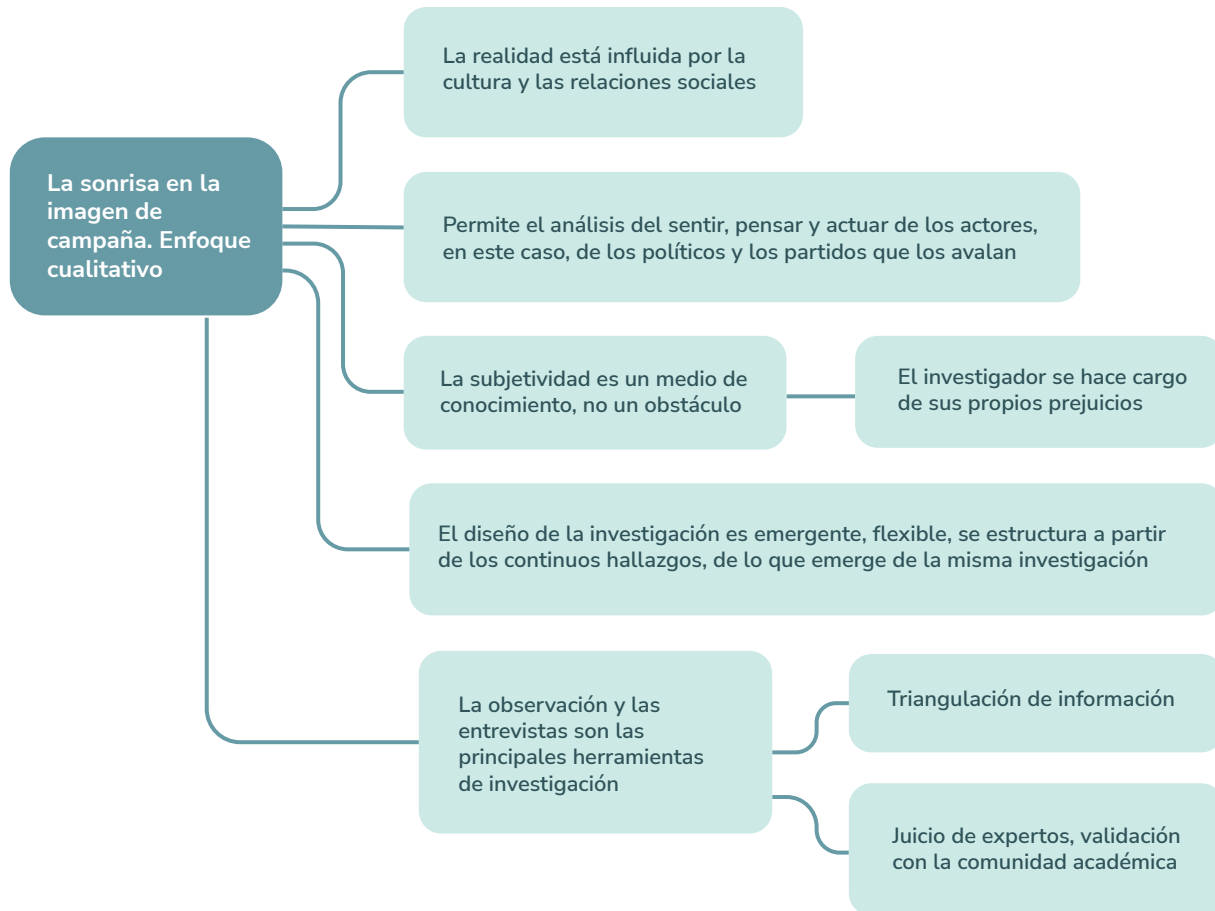 La realidad está influida por la
cultura y las relaciones sociales
La sonrisa en la
imagen de
campaña. Enfoque
cualitativo
Permite el análisis del sentir, pensar y actuar de los actores,
en este caso, de los políticos y los partidos que los avalan
La subjetividad es un medio de
conocimiento, no un obstáculo
El investigador se hace cargo
de sus propios prejuicios
El diseño de la investigación es emergente, flexible, se estructura a partir
de los continuos hallazgos, de lo que emerge de la misma investigación
La observación y las
entrevistas son las
principales herramientas
de investigación
Triangulación de información
Juicio de expertos, validación
con la comunidad académica